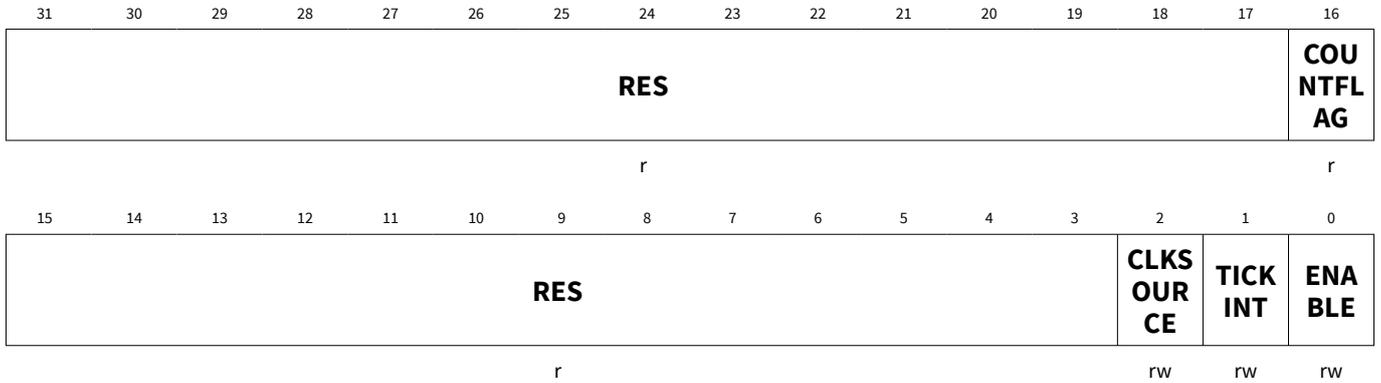 31 30 29 28 27 26 25 24 23 22 21 20 19 18 17 16
RES
COU
NTFL
AG
r r
15 14 13 12 11 10 9 8 7 6 5 4 3 2 1 0
RES
CLKS
OUR
CE
TICK
INT
ENA
BLE
r rw rw rw